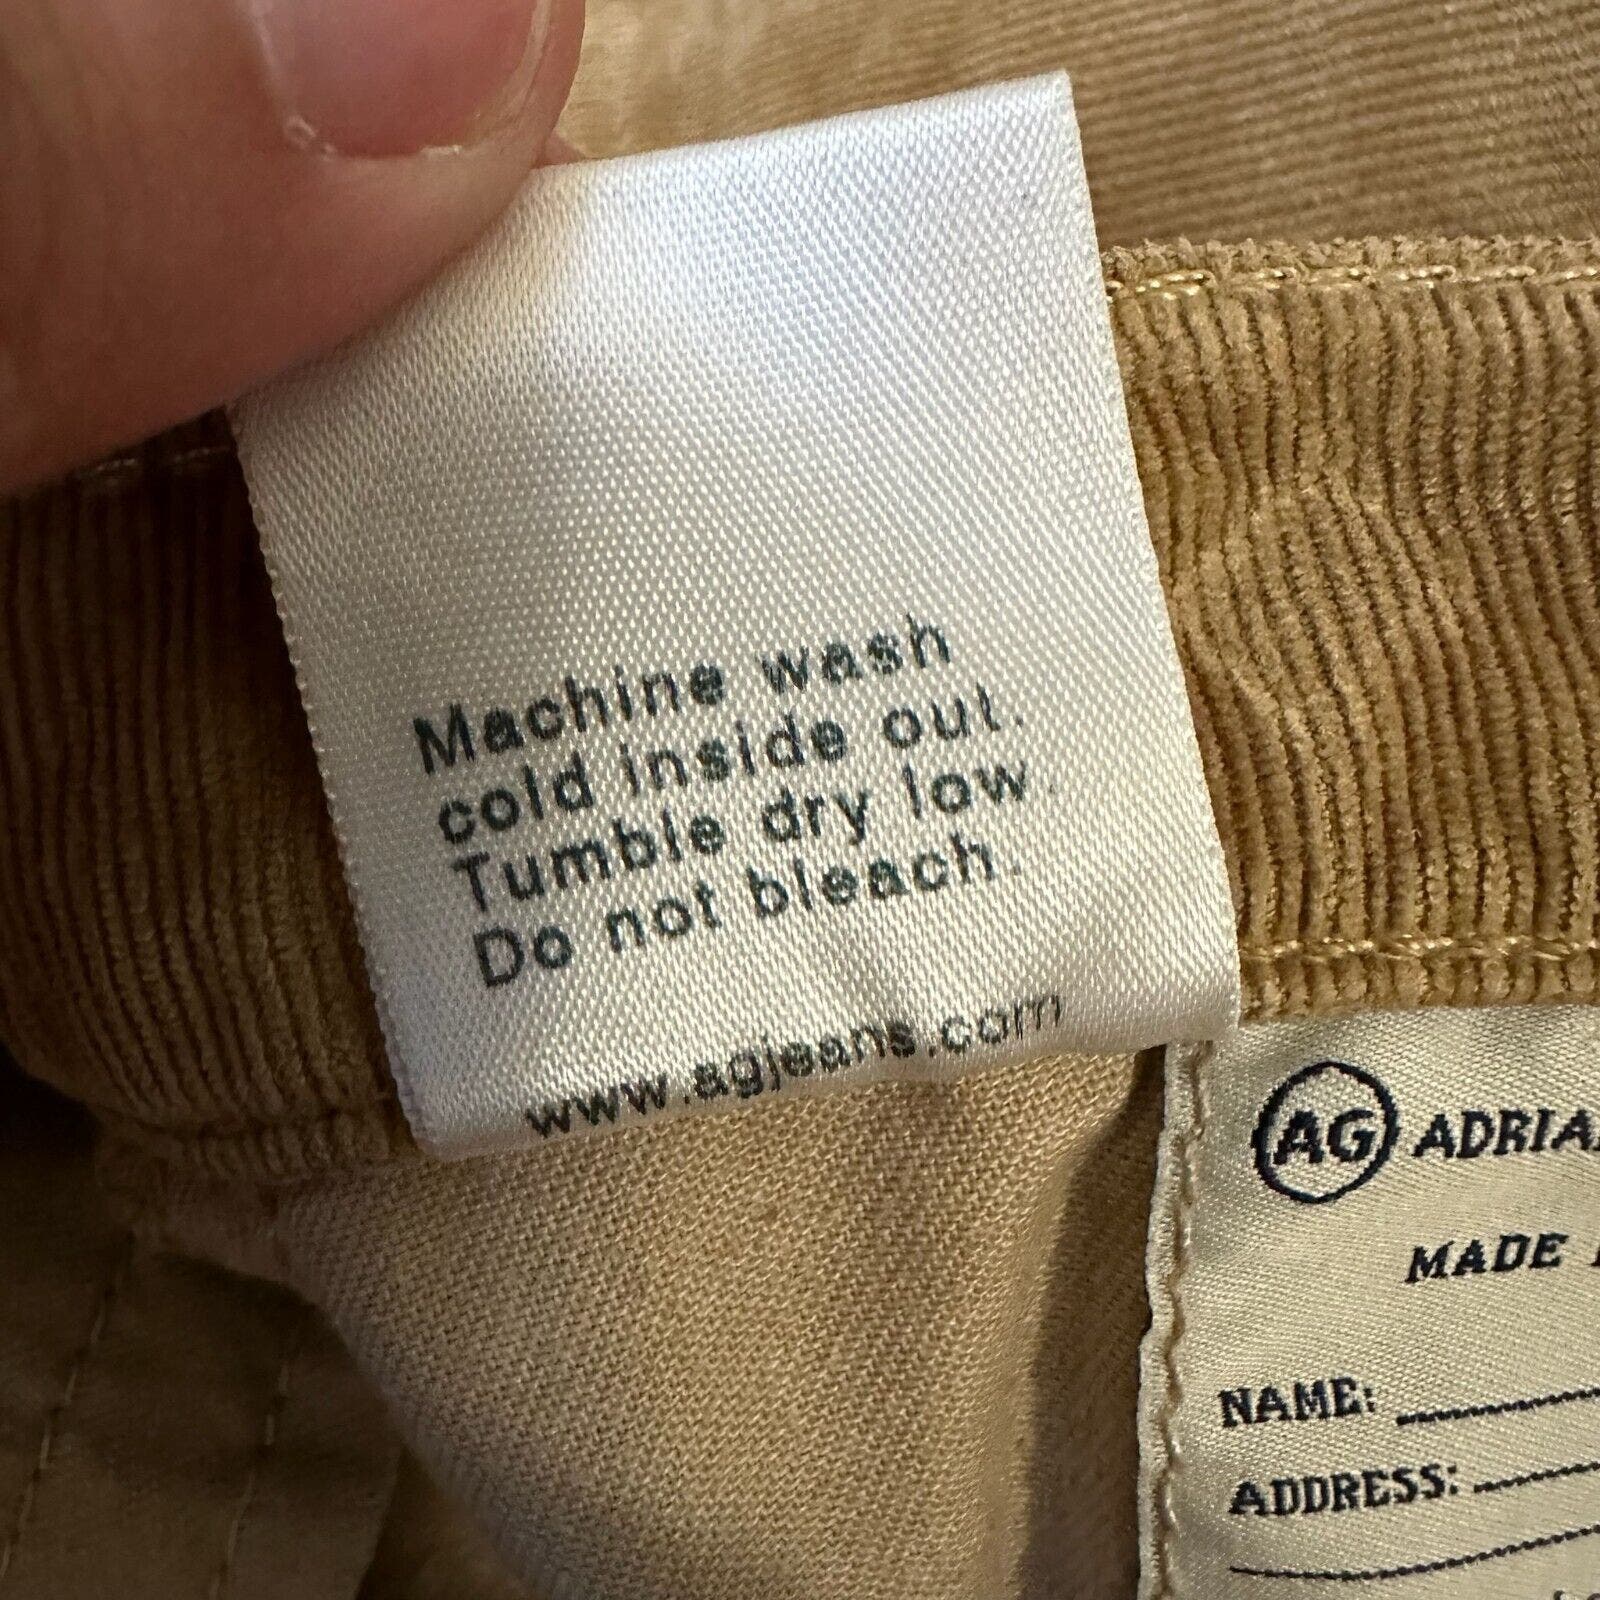 Machine wash
cold inside out.
Tumble dry low.
Do not bleach.
www.agjeans.com
AG ADRIA
MADE
NAME:
ADDRESS: